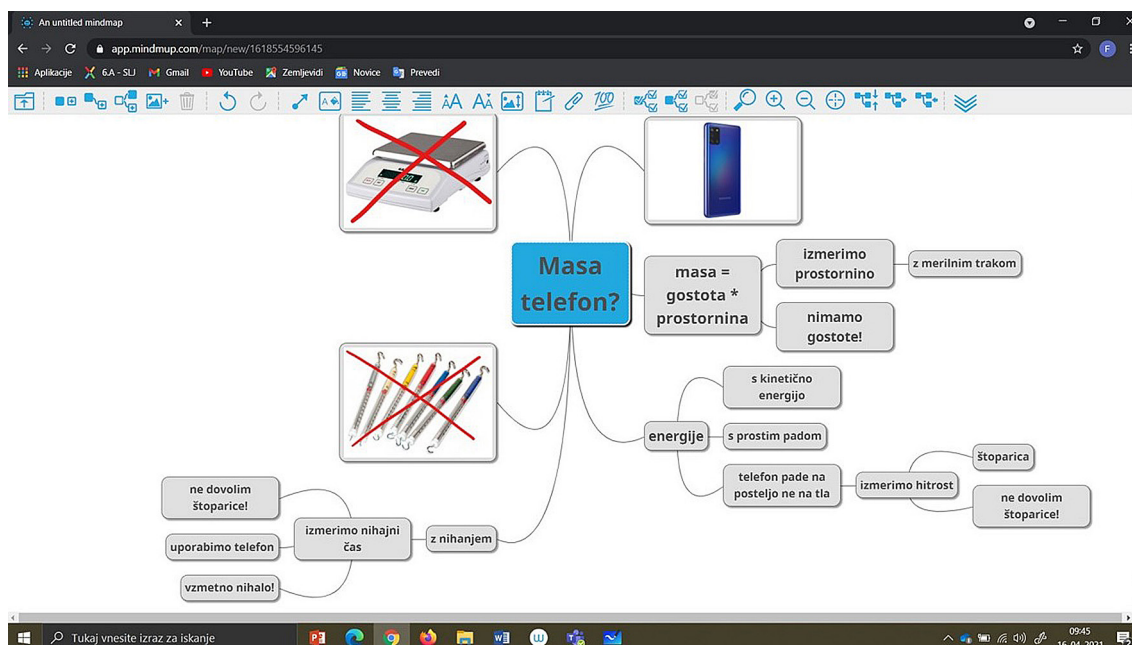 An untitled mindmap
app.mindmup.com/map/new/1618554596145
F
Aplikacije
6.A - SLJ
Gmail
YouTube
Zemljevidi
Novice
Prevedi
Masa
telefon?
masa =
gostota *
prostornina
izmerimo
prostornino
z merilnim trakom
nimamo
gostote!
energije
s kinetično
energijo
s prostim padom
telefon pade na
posteljo ne na tla
izmerimo hitrost
štoparica
ne dovolim
štoparice!
z nihanjem
izmerimo nihajni
čas
ne dovolim
štoparice!
uporabimo telefon
vzmetno nihalo!
Tukaj vnesite izraz za iskanje
09:45
16. 04. 2021